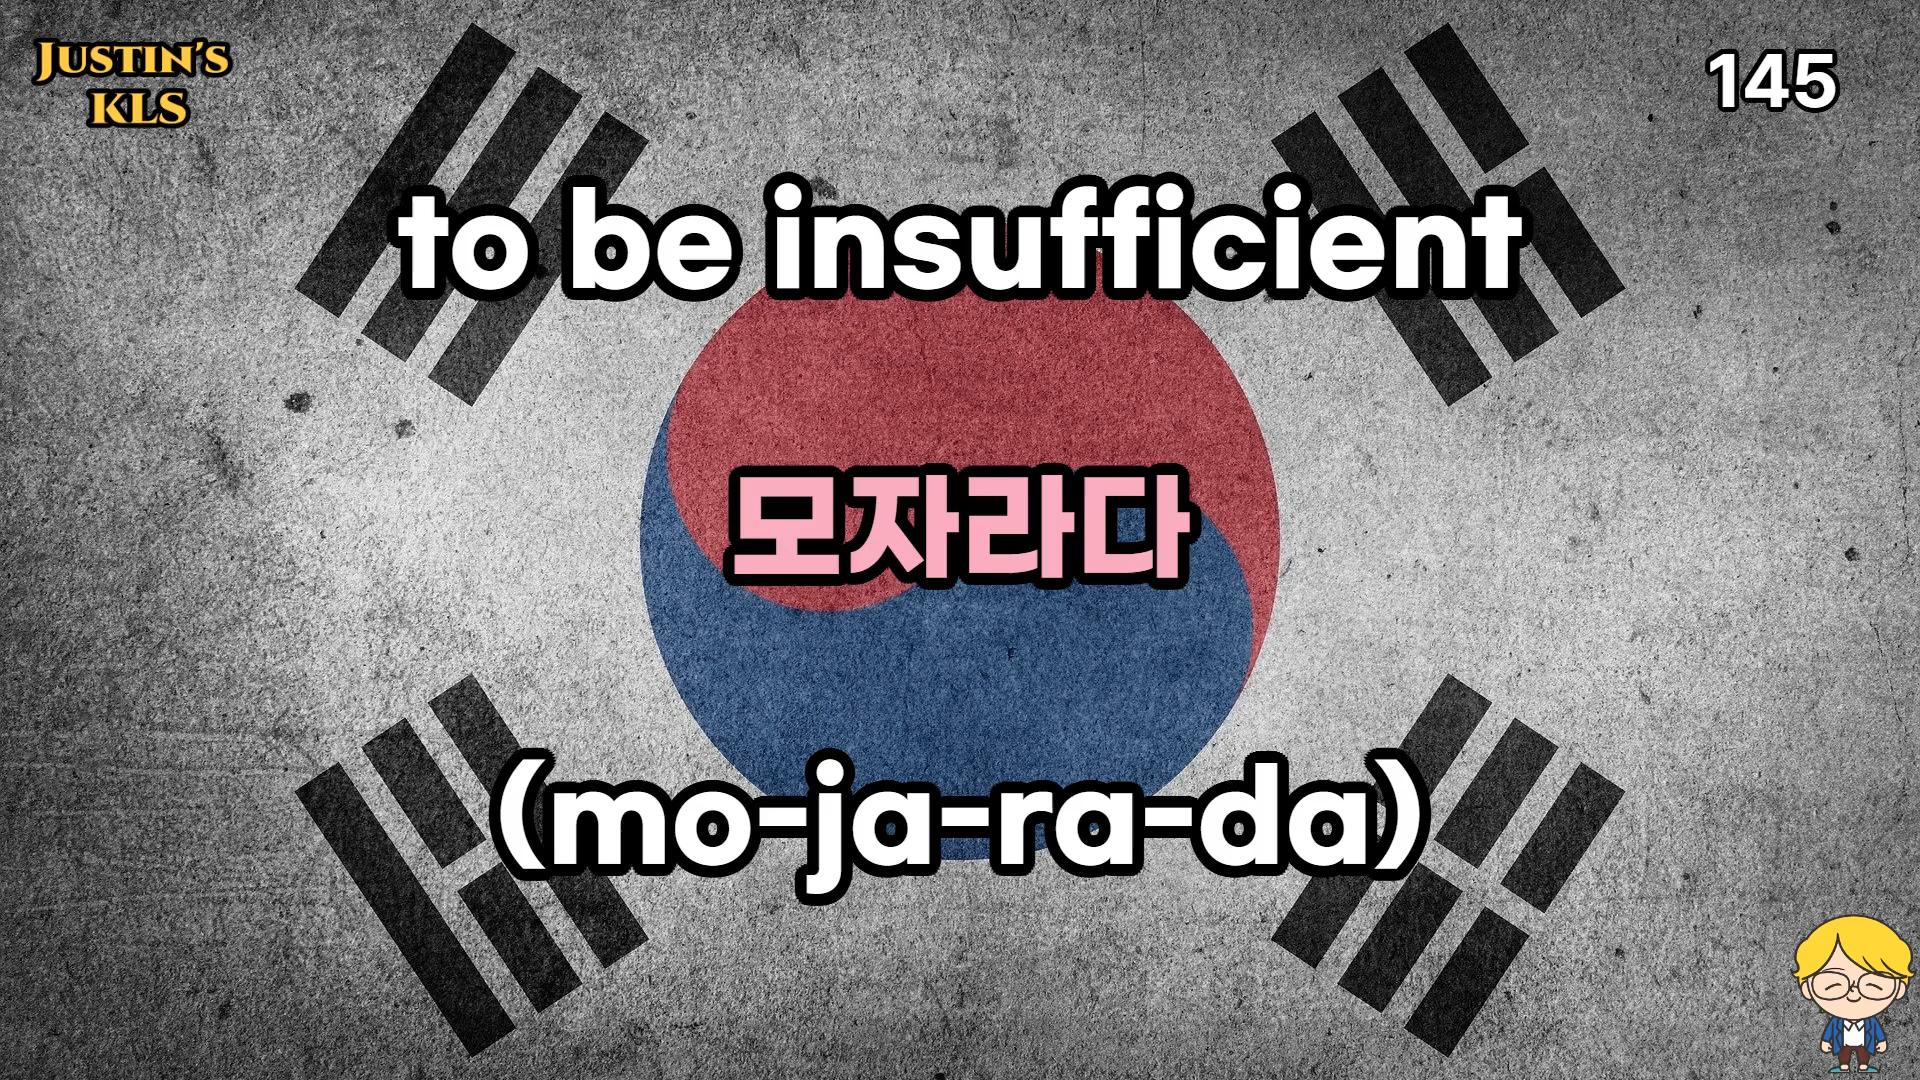 JUSTIN'S
KLS
145
to be insufficient
모자라다
(mo-ja-ra-da)